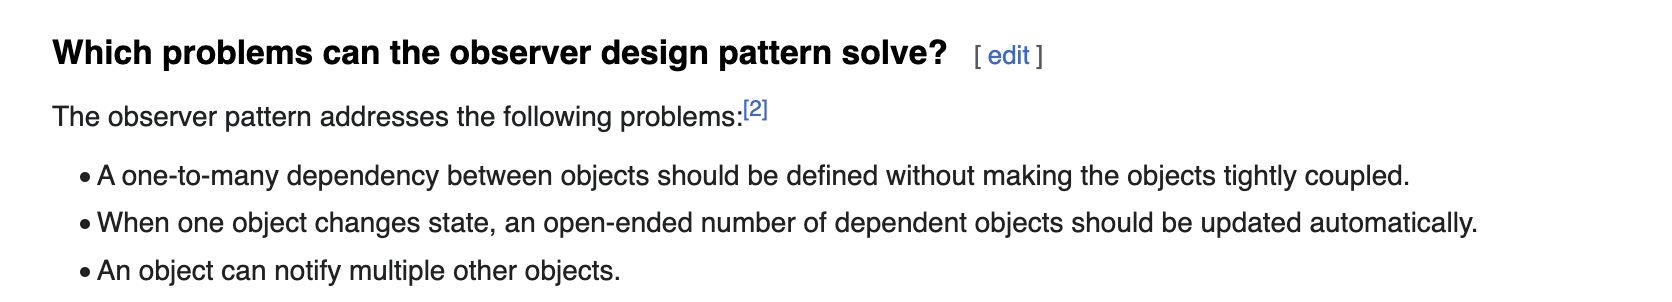 Which problems can the observer design pattern solve? [ edit ]
The observer pattern addresses the following problems:[2]
• A one-to-many dependency between objects should be defined without making the objects tightly coupled.
• When one object changes state, an open-ended number of dependent objects should be updated automatically.
• An object can notify multiple other objects.